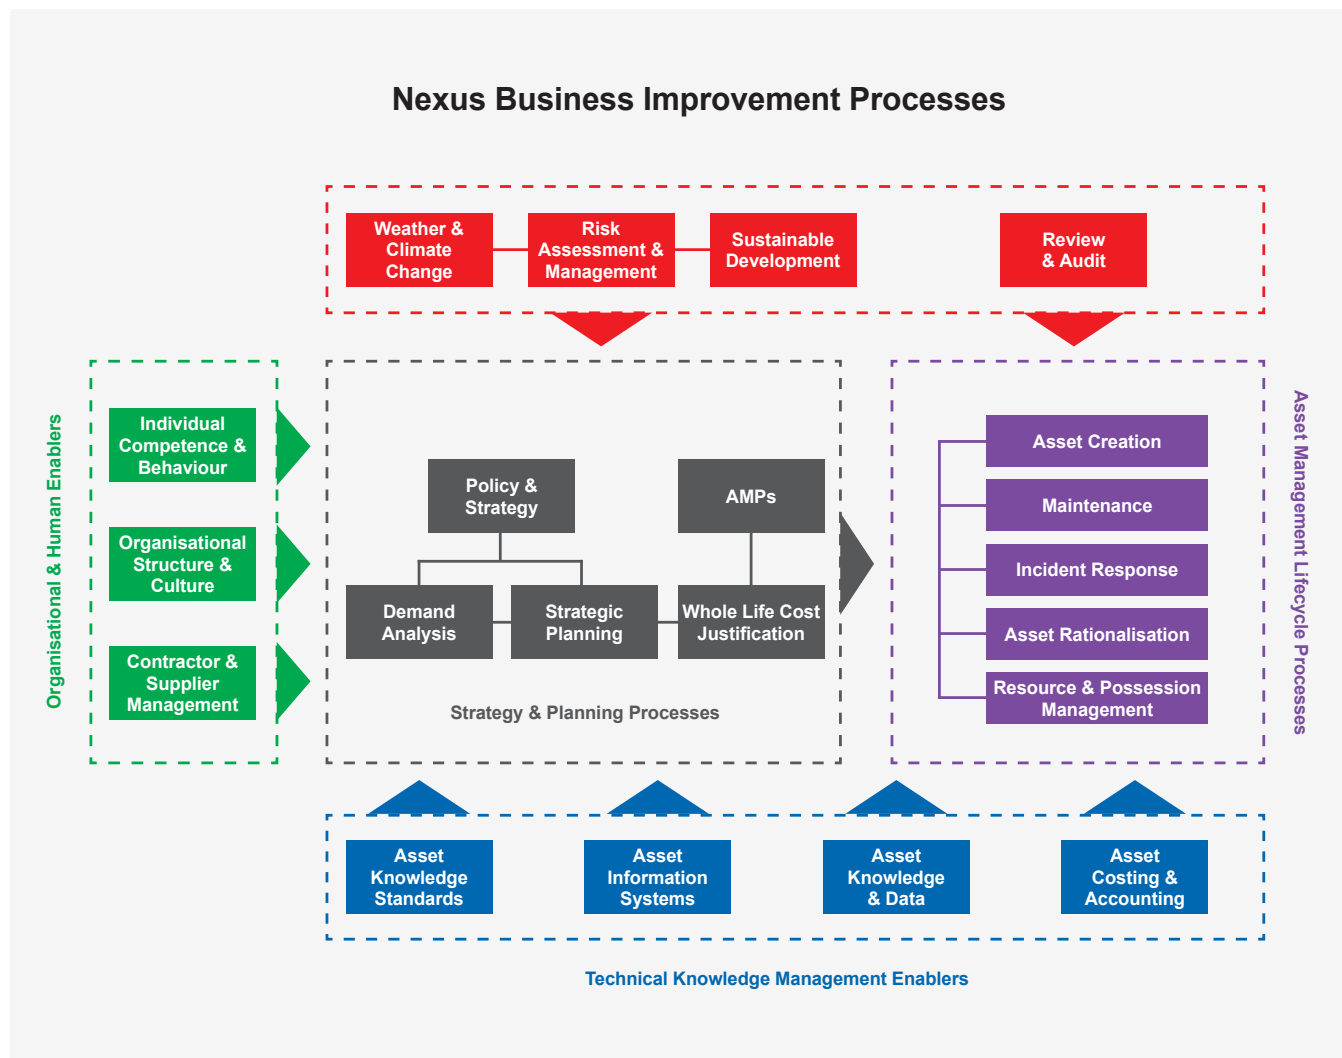 Nexus Business Improvement Processes
Weather &
Climate
Change
Risk
Assessment &
Management
Sustainable
Development
Review
& Audit
Organisational & Human Enablers
Individual
Competence &
Behaviour
Organisational
Structure &
Culture
Contractor &
Supplier
Management
Policy &
Strategy
AMPs
Demand
Analysis
Strategic
Planning
Whole Life Cost
Justification
Strategy & Planning Processes
Asset Creation
Maintenance
Incident Response
Asset Rationalisation
Resource & Possession
Management
Asset Management Lifecycle Processes
Asset
Knowledge
Standards
Asset
Information
Systems
Asset
Knowledge
& Data
Asset
Costing &
Accounting
Technical Knowledge Management Enablers